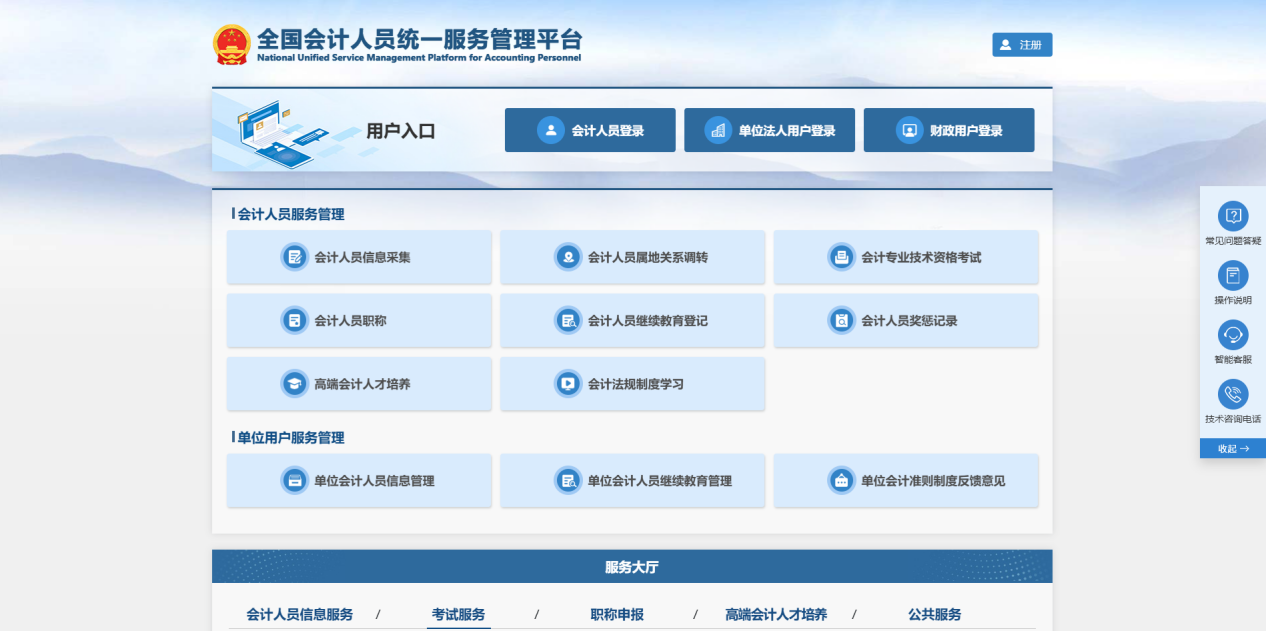 全国会计人员统一服务管理平台
National Unified Service Management Platform for Accounting Personnel
注册
用户入口
会计人员登录
单位法人用户登录
财政用户登录
会计人员服务管理
会计人员信息采集
会计人员属地关系调转
会计专业技术资格考试
会计人员职称
会计人员继续教育登记
会计人员奖惩记录
高端会计人才培养
会计法规制度学习
单位用户服务管理
单位会计人员信息管理
单位会计人员继续教育管理
单位会计准则制度反馈意见
常见问题答疑
操作说明
智能客服
技术咨询电话
收起 →
服务大厅
会计人员信息服务 / 考试服务 / 职称申报 / 高端会计人才培养 / 公共服务